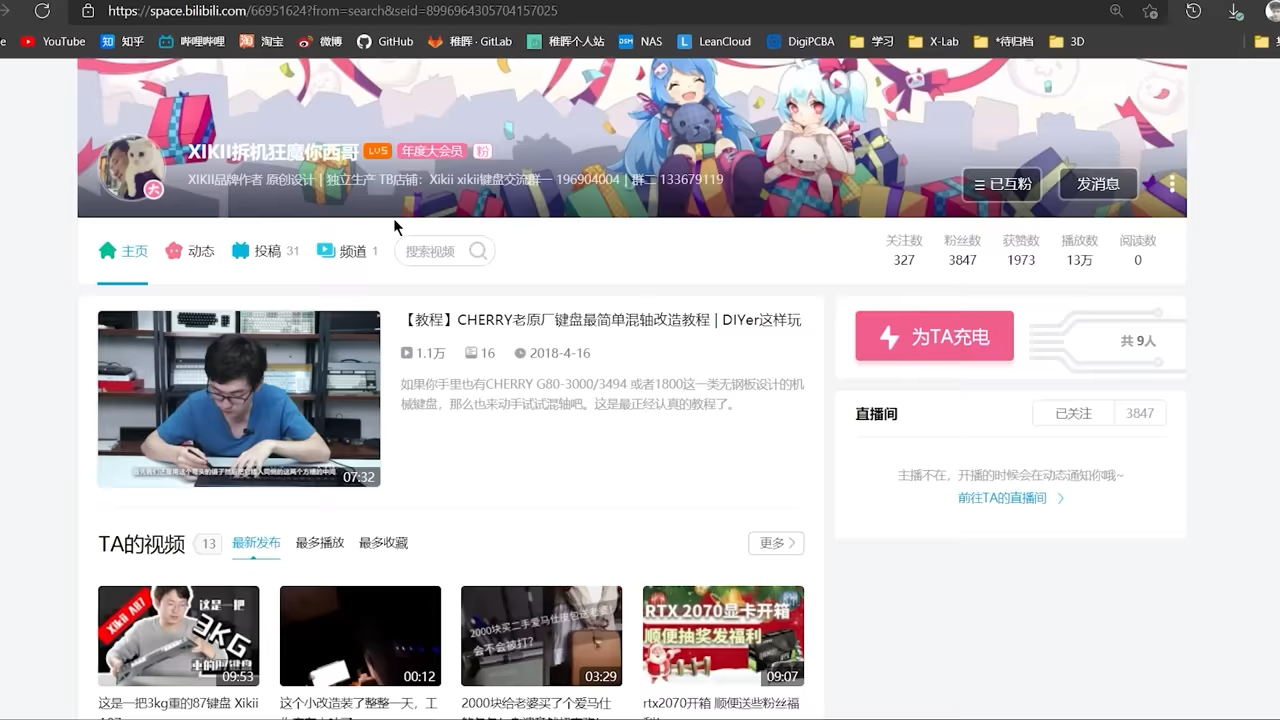 https://space.bilibili.com/66951624?from=search&seid=8996964305704157025
YouTube 知乎 哔哩哔哩 淘宝 微博 GitHub 稚晖 · GitLab 稚晖个人站 NAS LeanCloud DigiPCBA 学习 X-Lab *待归档 3D
XIKII拆机狂魔你西哥 LV5 年度大会员 粉
XIKII品牌作者 原创设计 | 独立生产 TB店铺：Xikii xikii键盘交流群一 196904004 | 群二 133679119
已互粉 发消息
主页 动态 投稿 31 频道 1 搜索视频
关注数 粉丝数 获赞数 播放数 阅读数
327 3847 1973 13万 0
【教程】CHERRY老原厂键盘最简单混轴改造教程 | DIYer这样玩
1.1万 16 2018-4-16
如果你手里也有CHERRY G80-3000/3494 或者1800这一类无钢板设计的机
械键盘，那么也来动手试试混轴吧。这是最正经认真的教程了。
07:32
为TA充电 共 9人
直播间 已关注 3847
主播不在，开播的时候会在动态通知你哦~
前往TA的直播间
TA的视频 13 最新发布 最多播放 最多收藏 更多
Xikii A87
这是一把
3KG
重的87键盘
09:53
00:12
2000块买二手爱马仕皮包送老婆！
会不会被打？
03:29
RTX 2070显卡开箱
顺便抽奖发福利
09:07
这是一把3kg重的87键盘 Xikii
这个小改造装了整整一天，工
2000块给老婆买了个爱马仕
rtx2070开箱 顺便送些粉丝福